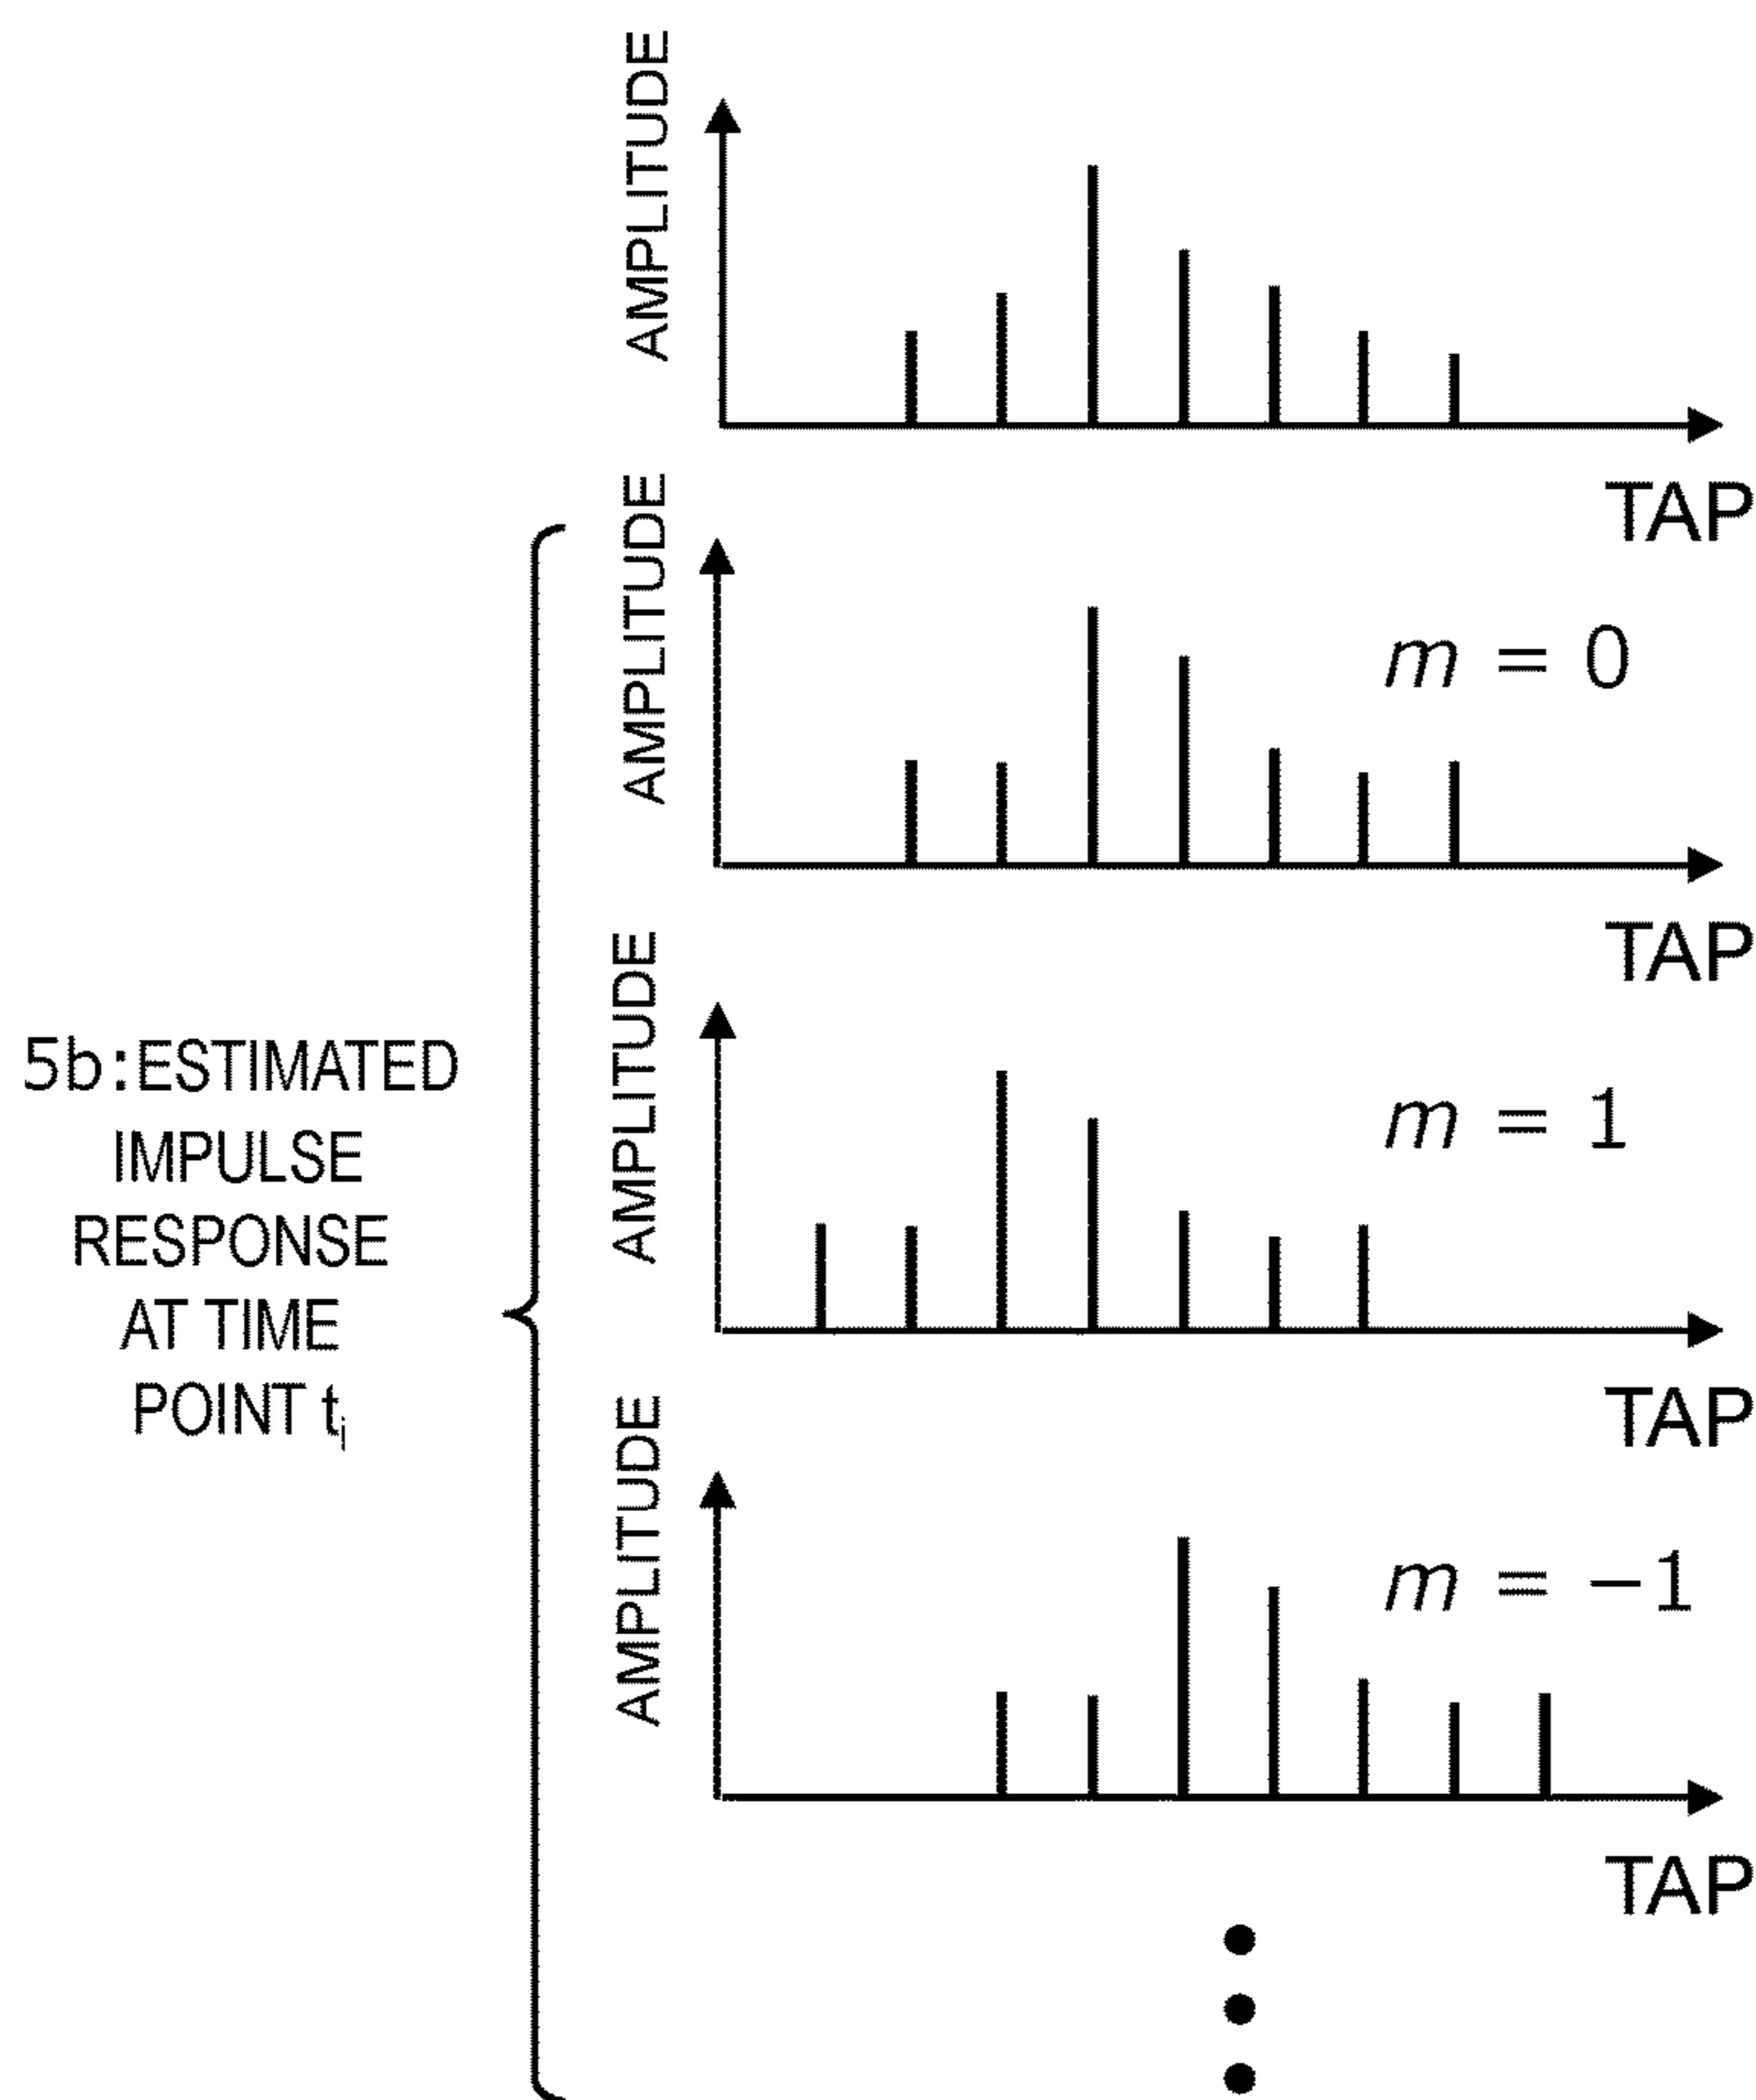 AMPLITUDE
TAP
AMPLITUDE
m = 0
TAP
5b:ESTIMATED
IMPULSE
RESPONSE
AT TIME
POINT ti
AMPLITUDE
m = 1
TAP
AMPLITUDE
m = −1
TAP